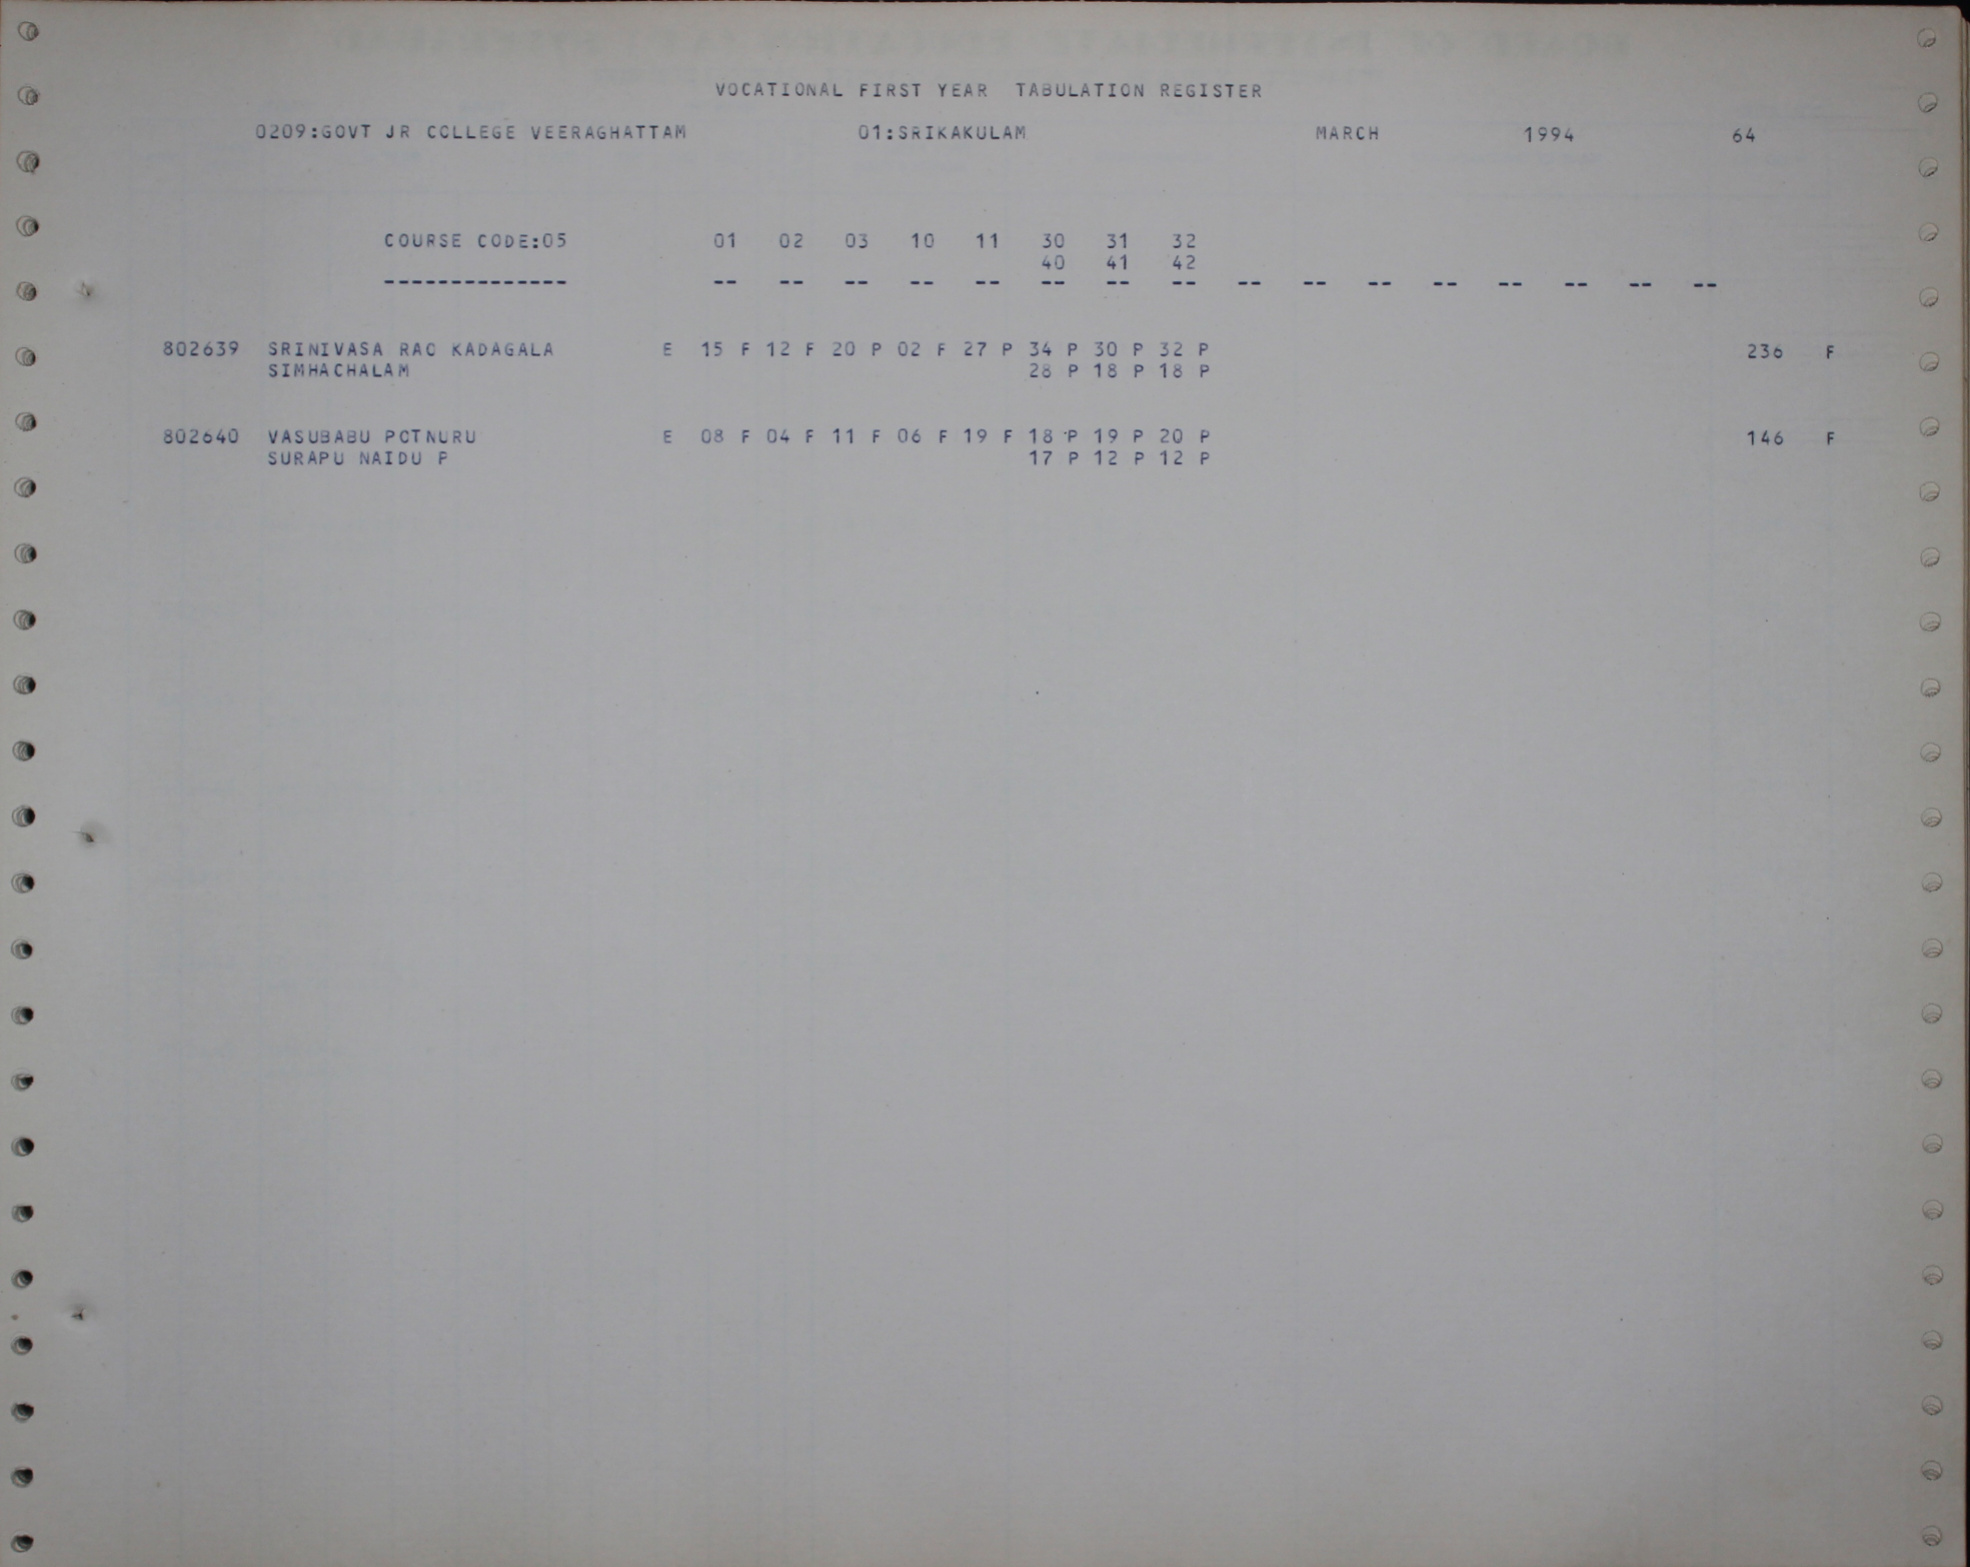 VOCATIONAL FIRST YEAR TABULATION REGISTER
0209:GOVT JR COLLEGE VEERAGHATTAM 01:SRIKAKULAM MARCH 1994 64
COURSE CODE:05 01 02 03 10 11 30 31 32
40 41 42
-------------- -- -- -- -- -- -- -- -- -- -- -- -- -- -- -- --
802639 SRINIVASA RAO KADAGALA E 15 F 12 F 20 P 02 F 27 P 34 P 30 P 32 P 236 F
SIMHACHALAM 28 P 18 P 18 P
802640 VASUBABU POTNURU E 08 F 04 F 11 F 06 F 19 F 18 P 19 P 20 P 146 F
SURAPU NAIDU P 17 P 12 P 12 P